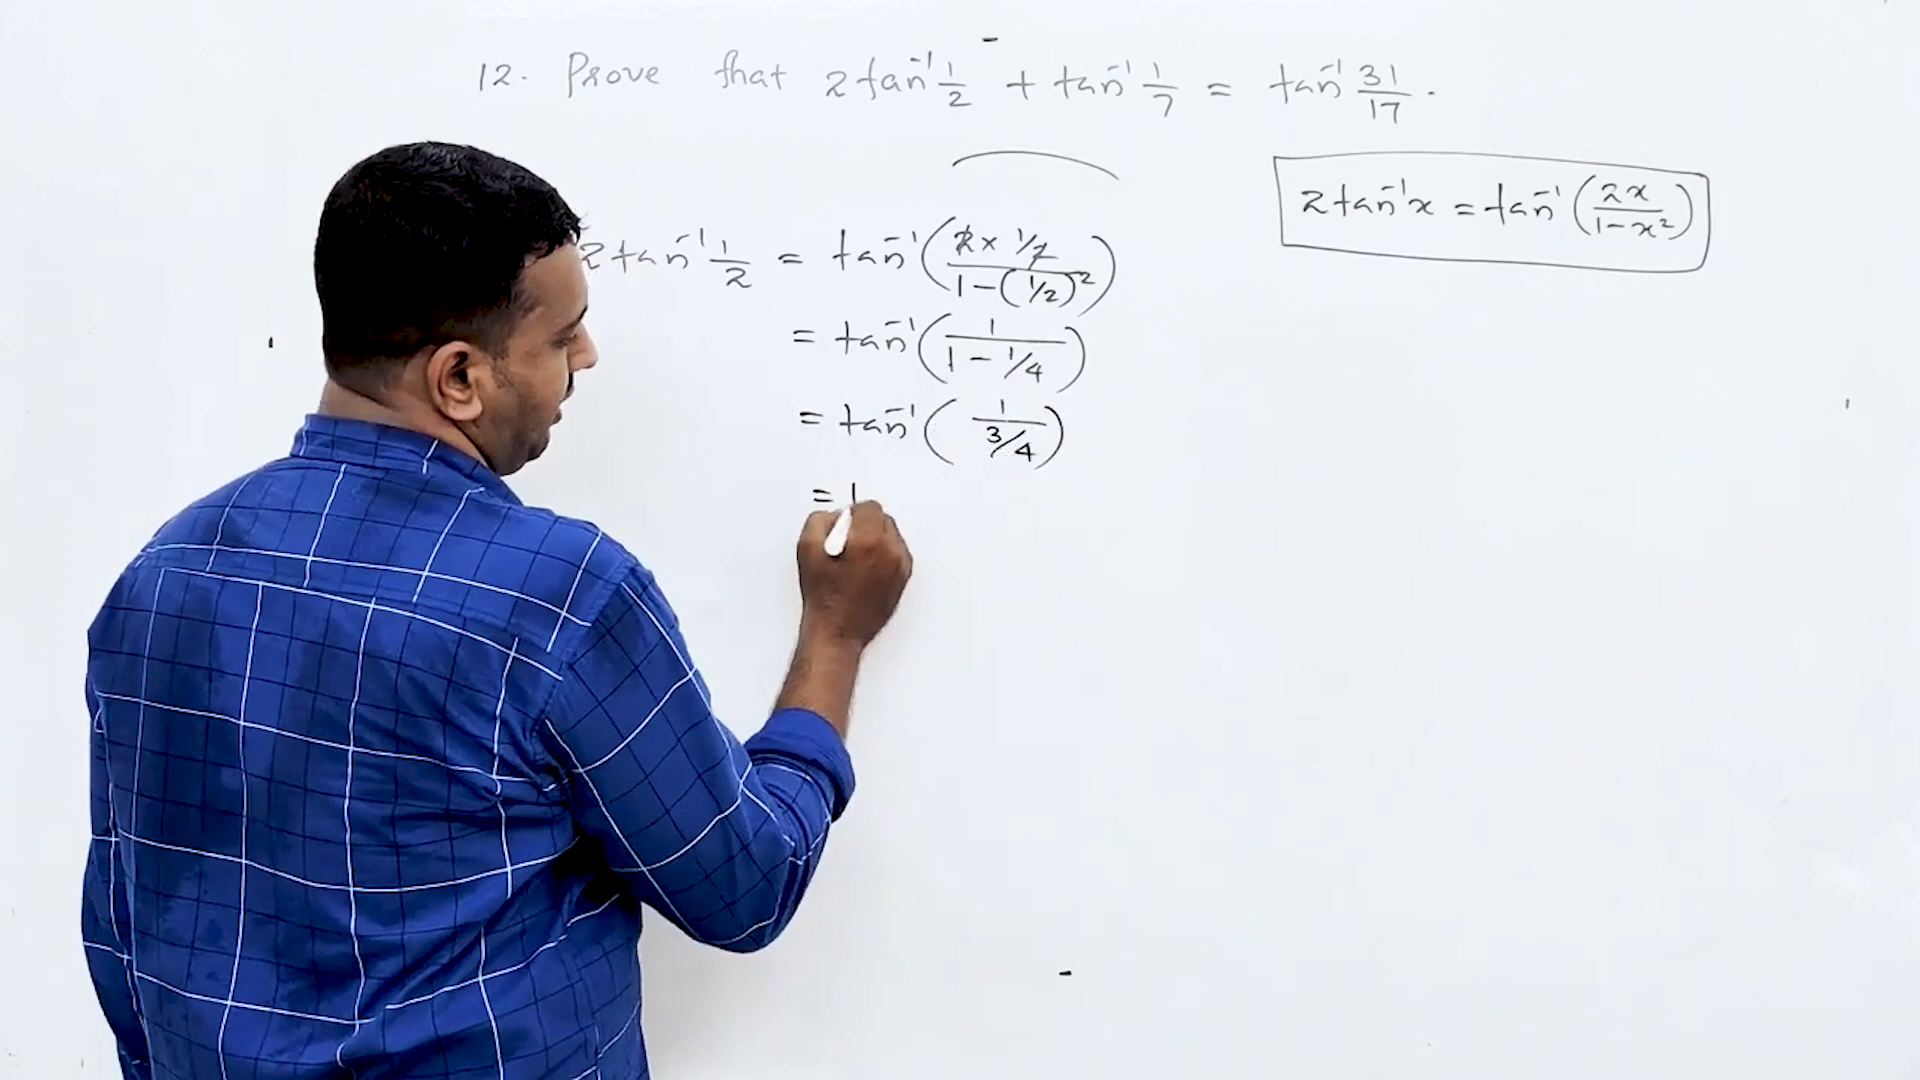 12. Prove that 2tan⁻¹ 1/2 + tan⁻¹ 1/7 = tan⁻¹ 31/17.
2tan⁻¹x = tan⁻¹(2x/(1-x²))
2tan⁻¹ 1/2 = tan⁻¹((2 × 1/2)/(1-(1/2)²))
= tan⁻¹(1/(1-1/4))
= tan⁻¹(1/(3/4))
=